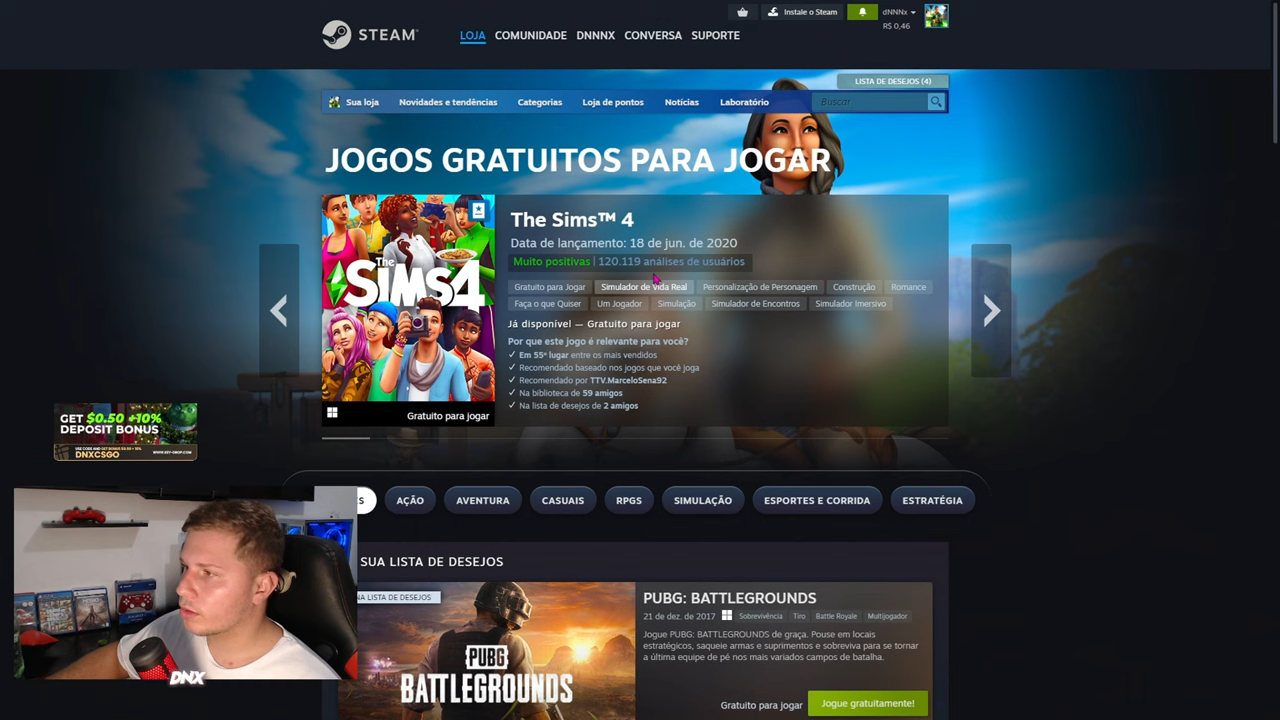 Instale o Steam
dNNNx
R$ 0,46
STEAM
LOJA COMUNIDADE DNNNX CONVERSA SUPORTE
LISTA DE DESEJOS (4)
Sua loja Novidades e tendências Categorias Loja de pontos Notícias Laboratório Buscar
JOGOS GRATUITOS PARA JOGAR
The Sims™ 4
Data de lançamento: 18 de jun. de 2020
Muito positivas | 120.119 análises de usuários
Gratuito para Jogar Simulador de Vida Real Personalização de Personagem Construção Romance
Faça o que Quiser Um Jogador Simulação Simulador de Encontros Simulador Imersivo
Já disponível — Gratuito para jogar
Por que este jogo é relevante para você?
✓ Em 55º lugar entre os mais vendidos
✓ Recomendado baseado nos jogos que você joga
✓ Recomendado por TTV.MarceloSena92
✓ Na biblioteca de 59 amigos
✓ Na lista de desejos de 2 amigos
The
SIMS4
Gratuito para jogar
GET $0.50 +10%
DEPOSIT BONUS
DNXCSGO
WWW.KEY-DROP.COM
AÇÃO AVENTURA CASUAIS RPGS SIMULAÇÃO ESPORTES E CORRIDA ESTRATÉGIA
SUA LISTA DE DESEJOS
NA LISTA DE DESEJOS
PUBG
BATTLEGROUNDS
PUBG: BATTLEGROUNDS
21 de dez. de 2017 Sobrevivência Tiro Battle Royale Multijogador
Jogue PUBG: BATTLEGROUNDS de graça. Pouse em locais
estratégicos, saqueie armas e suprimentos e sobreviva para se tornar
a última equipe de pé nos mais variados campos de batalha.
Gratuito para jogar Jogue gratuitamente!
DNX